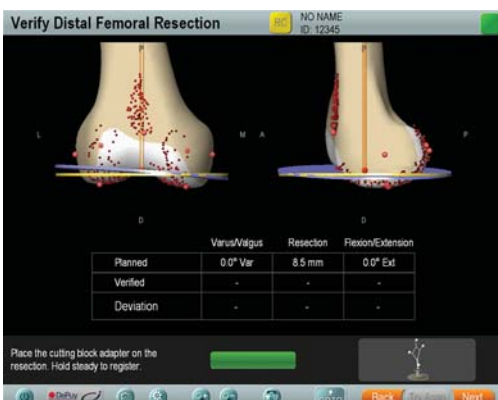 Verify Distal Femoral Resection
RC
NO NAME
ID: 12345
P
P
L
M
A
P
D
D
Varus/Valgus Resection Flexion/Extension
Planned 0.0° Var 8.5 mm 0.0° Ext
Verified - - -
Deviation - - -
Place the cutting block adapter on the
resection. Hold steady to register.
DePuy
Back Try Again Next